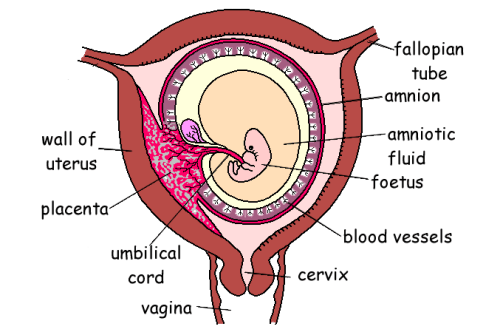 fallopian
tube
amnion
amniotic
fluid
foetus
blood vessels
cervix
wall of
uterus
placenta
umbilical
cord
vagina